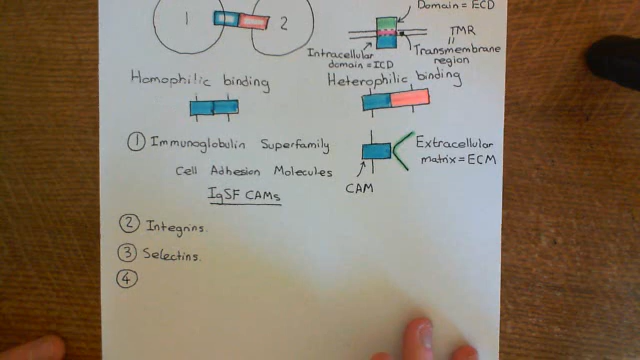 Domain = ECD
1
2
TMR
Intracellular
domain = ICD
Transmembrane
region
Homophilic binding
Heterophilic binding
① Immunoglobulin Superfamily
Cell Adhesion Molecules
IgSF CAMs
Extracellular
matrix = ECM
CAM
② Integrins.
③ Selectins.
④